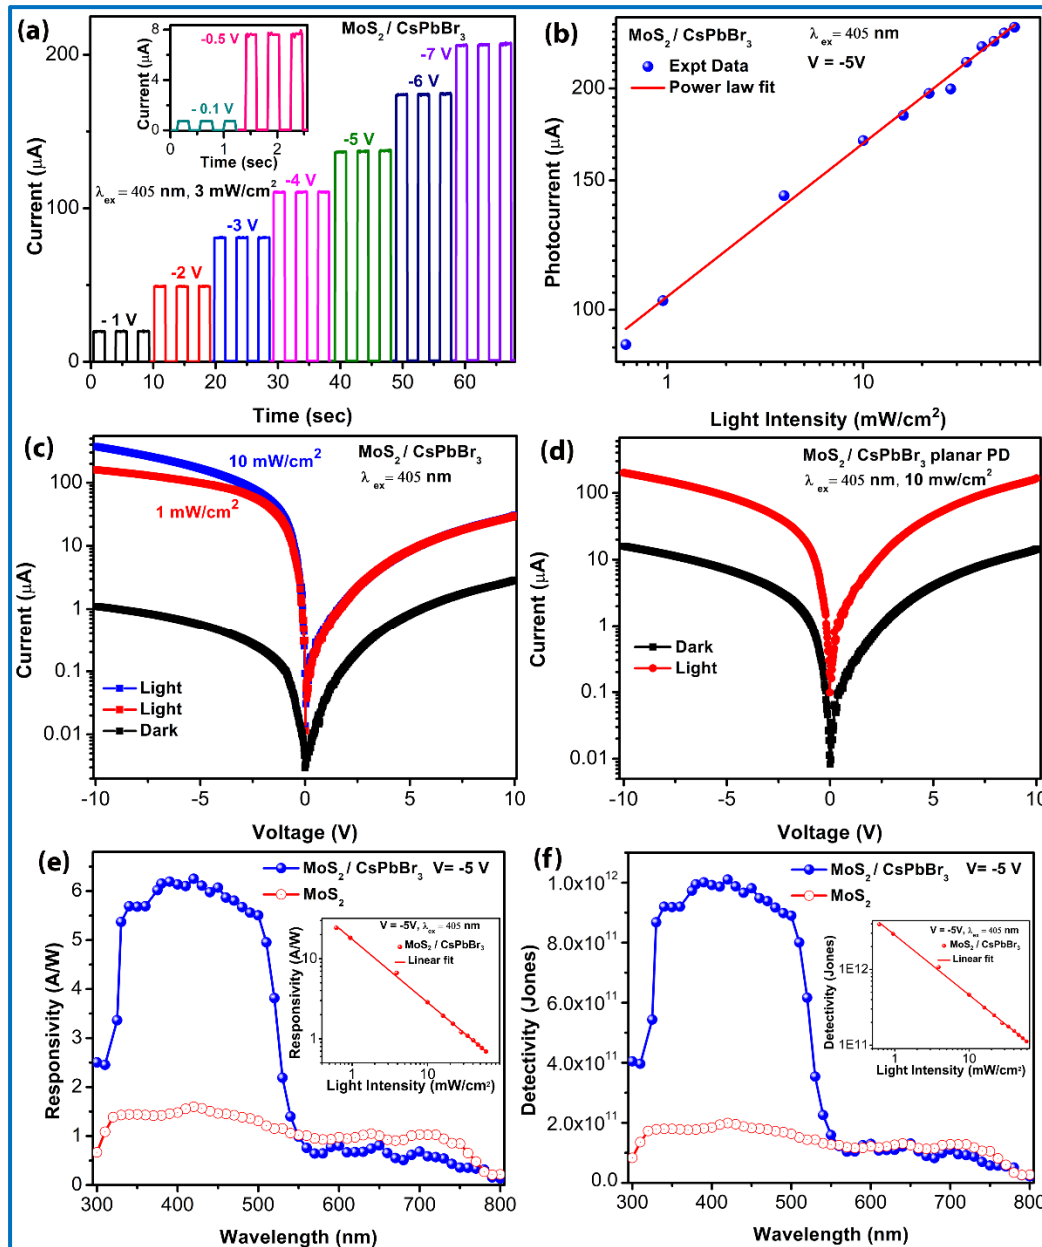 (a)
MoS2 / CsPbBr3
Current (μA)
200
100
0
0 10 20 30 40 50 60
Time (sec)
- 1 V
-2 V
-3 V
-4 V
-5 V
-6 V
-7 V
λex = 405 nm, 3 mW/cm2
Current (μA)
8
4
0
0 1 2
Time (sec)
- 0.1 V
-0.5 V
(b)
MoS2 / CsPbBr3
λex = 405 nm
V = -5V
Expt Data
Power law fit
Photocurrent (μA)
200
150
100
1 10
Light Intensity (mW/cm2)
(c)
10 mW/cm2
1 mW/cm2
MoS2 / CsPbBr3
λex = 405 nm
Current (μA)
100
10
1
0.1
0.01
Light
Light
Dark
-10 -5 0 5 10
Voltage (V)
(d)
MoS2 / CsPbBr3 planar PD
λex = 405 nm, 10 mw/cm2
Current (μA)
100
10
1
0.1
0.01
Dark
Light
-10 -5 0 5 10
Voltage (V)
(e)
MoS2 / CsPbBr3 V= -5 V
MoS2
Responsivity (A/W)
6
5
4
3
2
1
0
300 400 500 600 700 800
Wavelength (nm)
V = -5V, λex = 405 nm
MoS2 / CsPbBr3
Linear fit
Responsivity (A/W)
10
1
1 10
Light Intensity (mW/cm2)
(f)
MoS2 / CsPbBr3 V= -5 V
MoS2
Detectivity (Jones)
1.0x10^12
8.0x10^11
6.0x10^11
4.0x10^11
2.0x10^11
0.0
300 400 500 600 700 800
Wavelength (nm)
V = -5V, λex = 405 nm
MoS2 / CsPbBr3
Linear fit
Detectivity (Jones)
1E12
1E11
1 10
Light Intensity (mW/cm2)